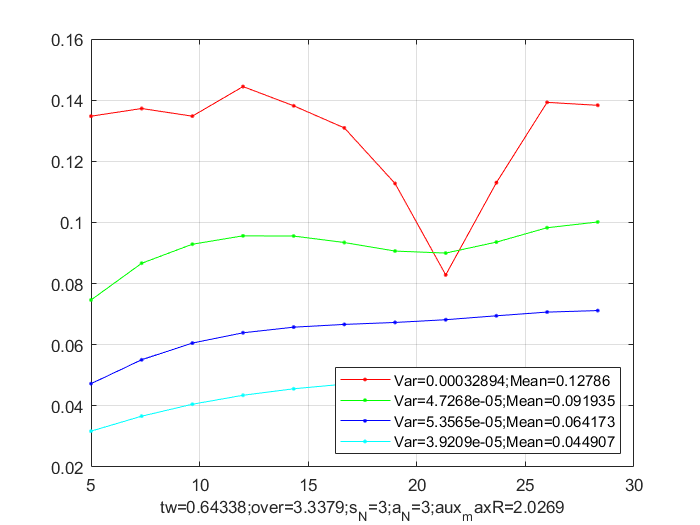 0.16
0.14
0.12
0.1
0.08
0.06
0.04
0.02
Var=0.00032894;Mean=0.12786
Var=4.7268e-05;Mean=0.091935
Var=5.3565e-05;Mean=0.064173
Var=3.9209e-05;Mean=0.044907
5 10 15 20 25 30
tw=0.64338;over=3.3379;s_N=3;a_N=3;aux_maxR=2.0269